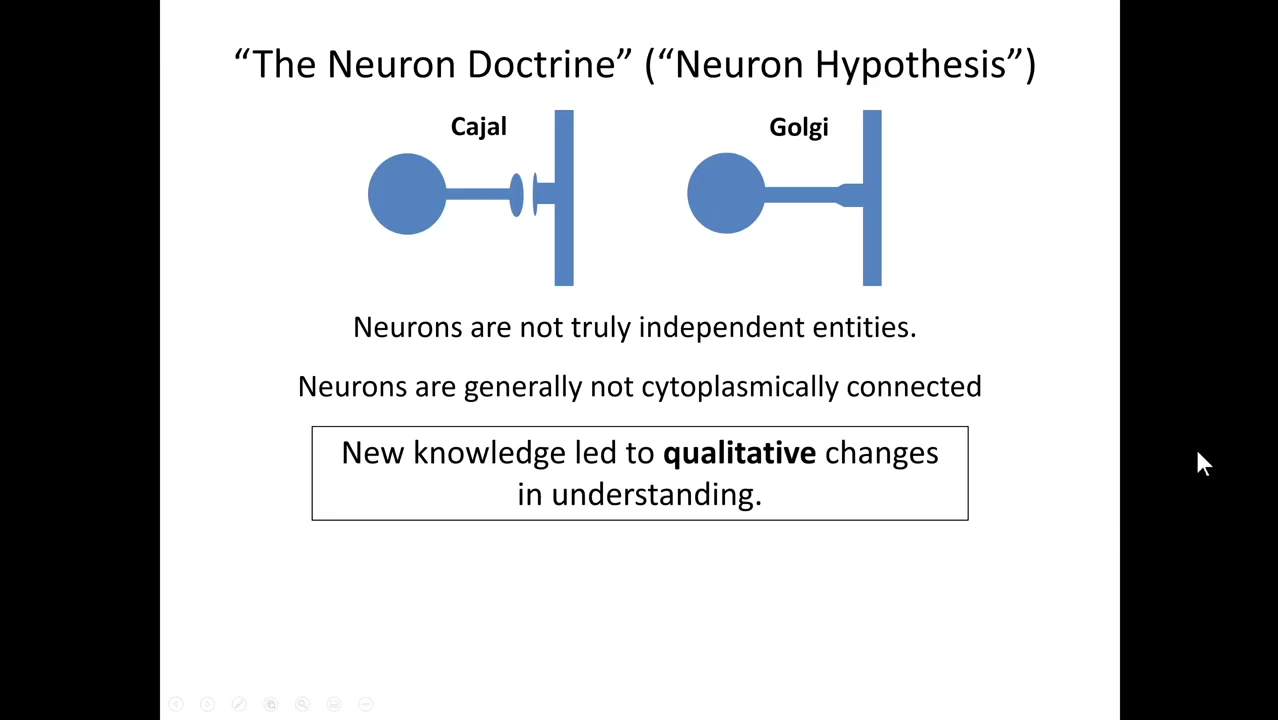 “The Neuron Doctrine” (“Neuron Hypothesis”)
Cajal
Golgi
Neurons are not truly independent entities.
Neurons are generally not cytoplasmically connected
New knowledge led to qualitative changes
in understanding.